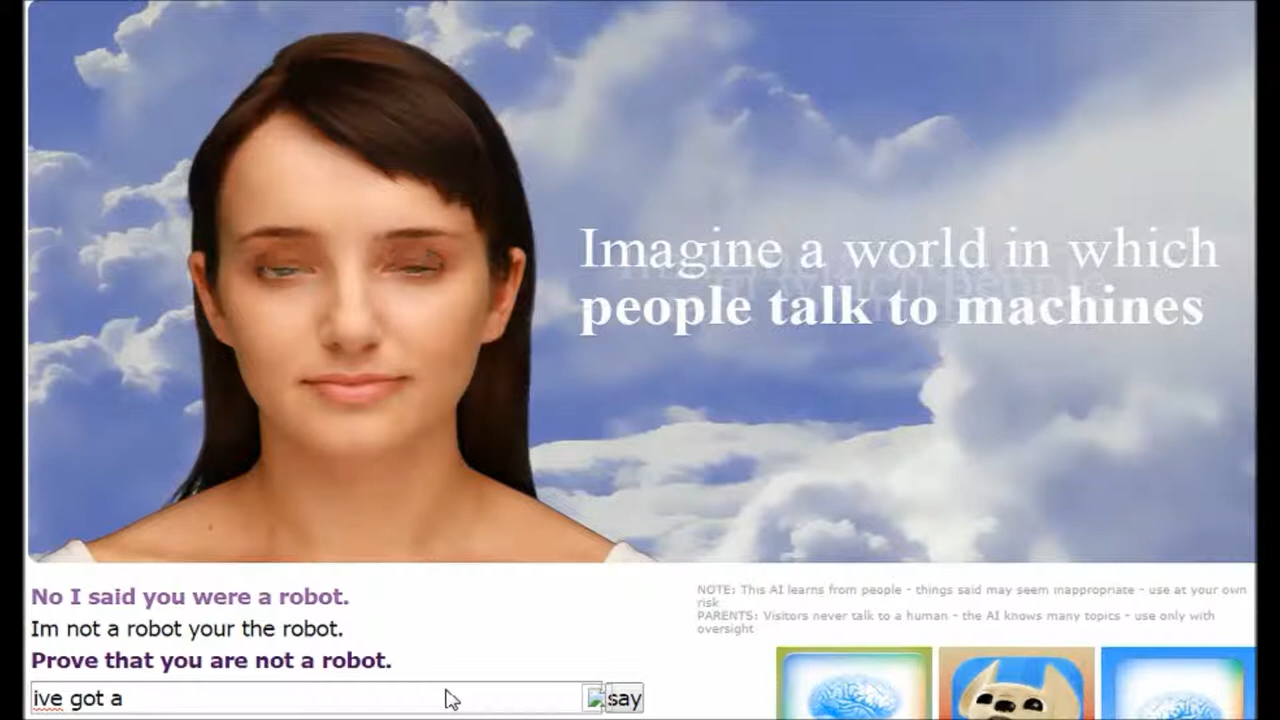 Imagine a world in which
people talk to machines
No I said you were a robot.
Im not a robot your the robot.
Prove that you are not a robot.
ive got a
say
NOTE: This AI learns from people - things said may seem inappropriate - use at your own
risk
PARENTS: Visitors never talk to a human - the AI knows many topics - use only with
oversight